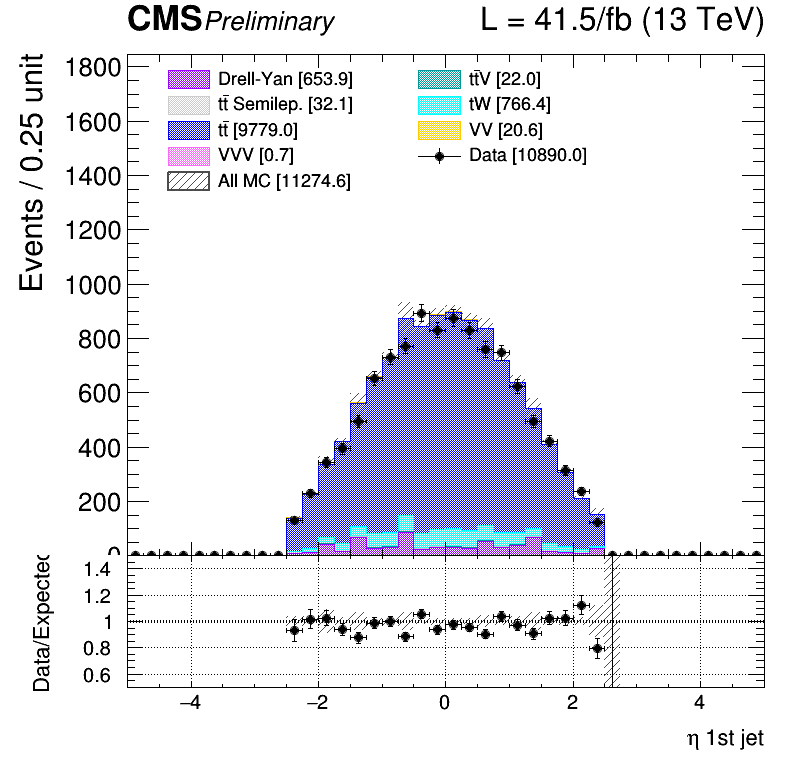 CMS Preliminary L = 41.5/fb (13 TeV)
Events / 0.25 unit
1800
1600
1400
1200
1000
800
600
400
200
0
Drell-Yan [653.9]
tt̄ Semilep. [32.1]
tt̄ [9779.0]
VVV [0.7]
All MC [11274.6]
tt̄V [22.0]
tW [766.4]
VV [20.6]
Data [10890.0]
Data/Expected
1.4
1.2
1
0.8
0.6
−4 −2 0 2 4
η 1st jet